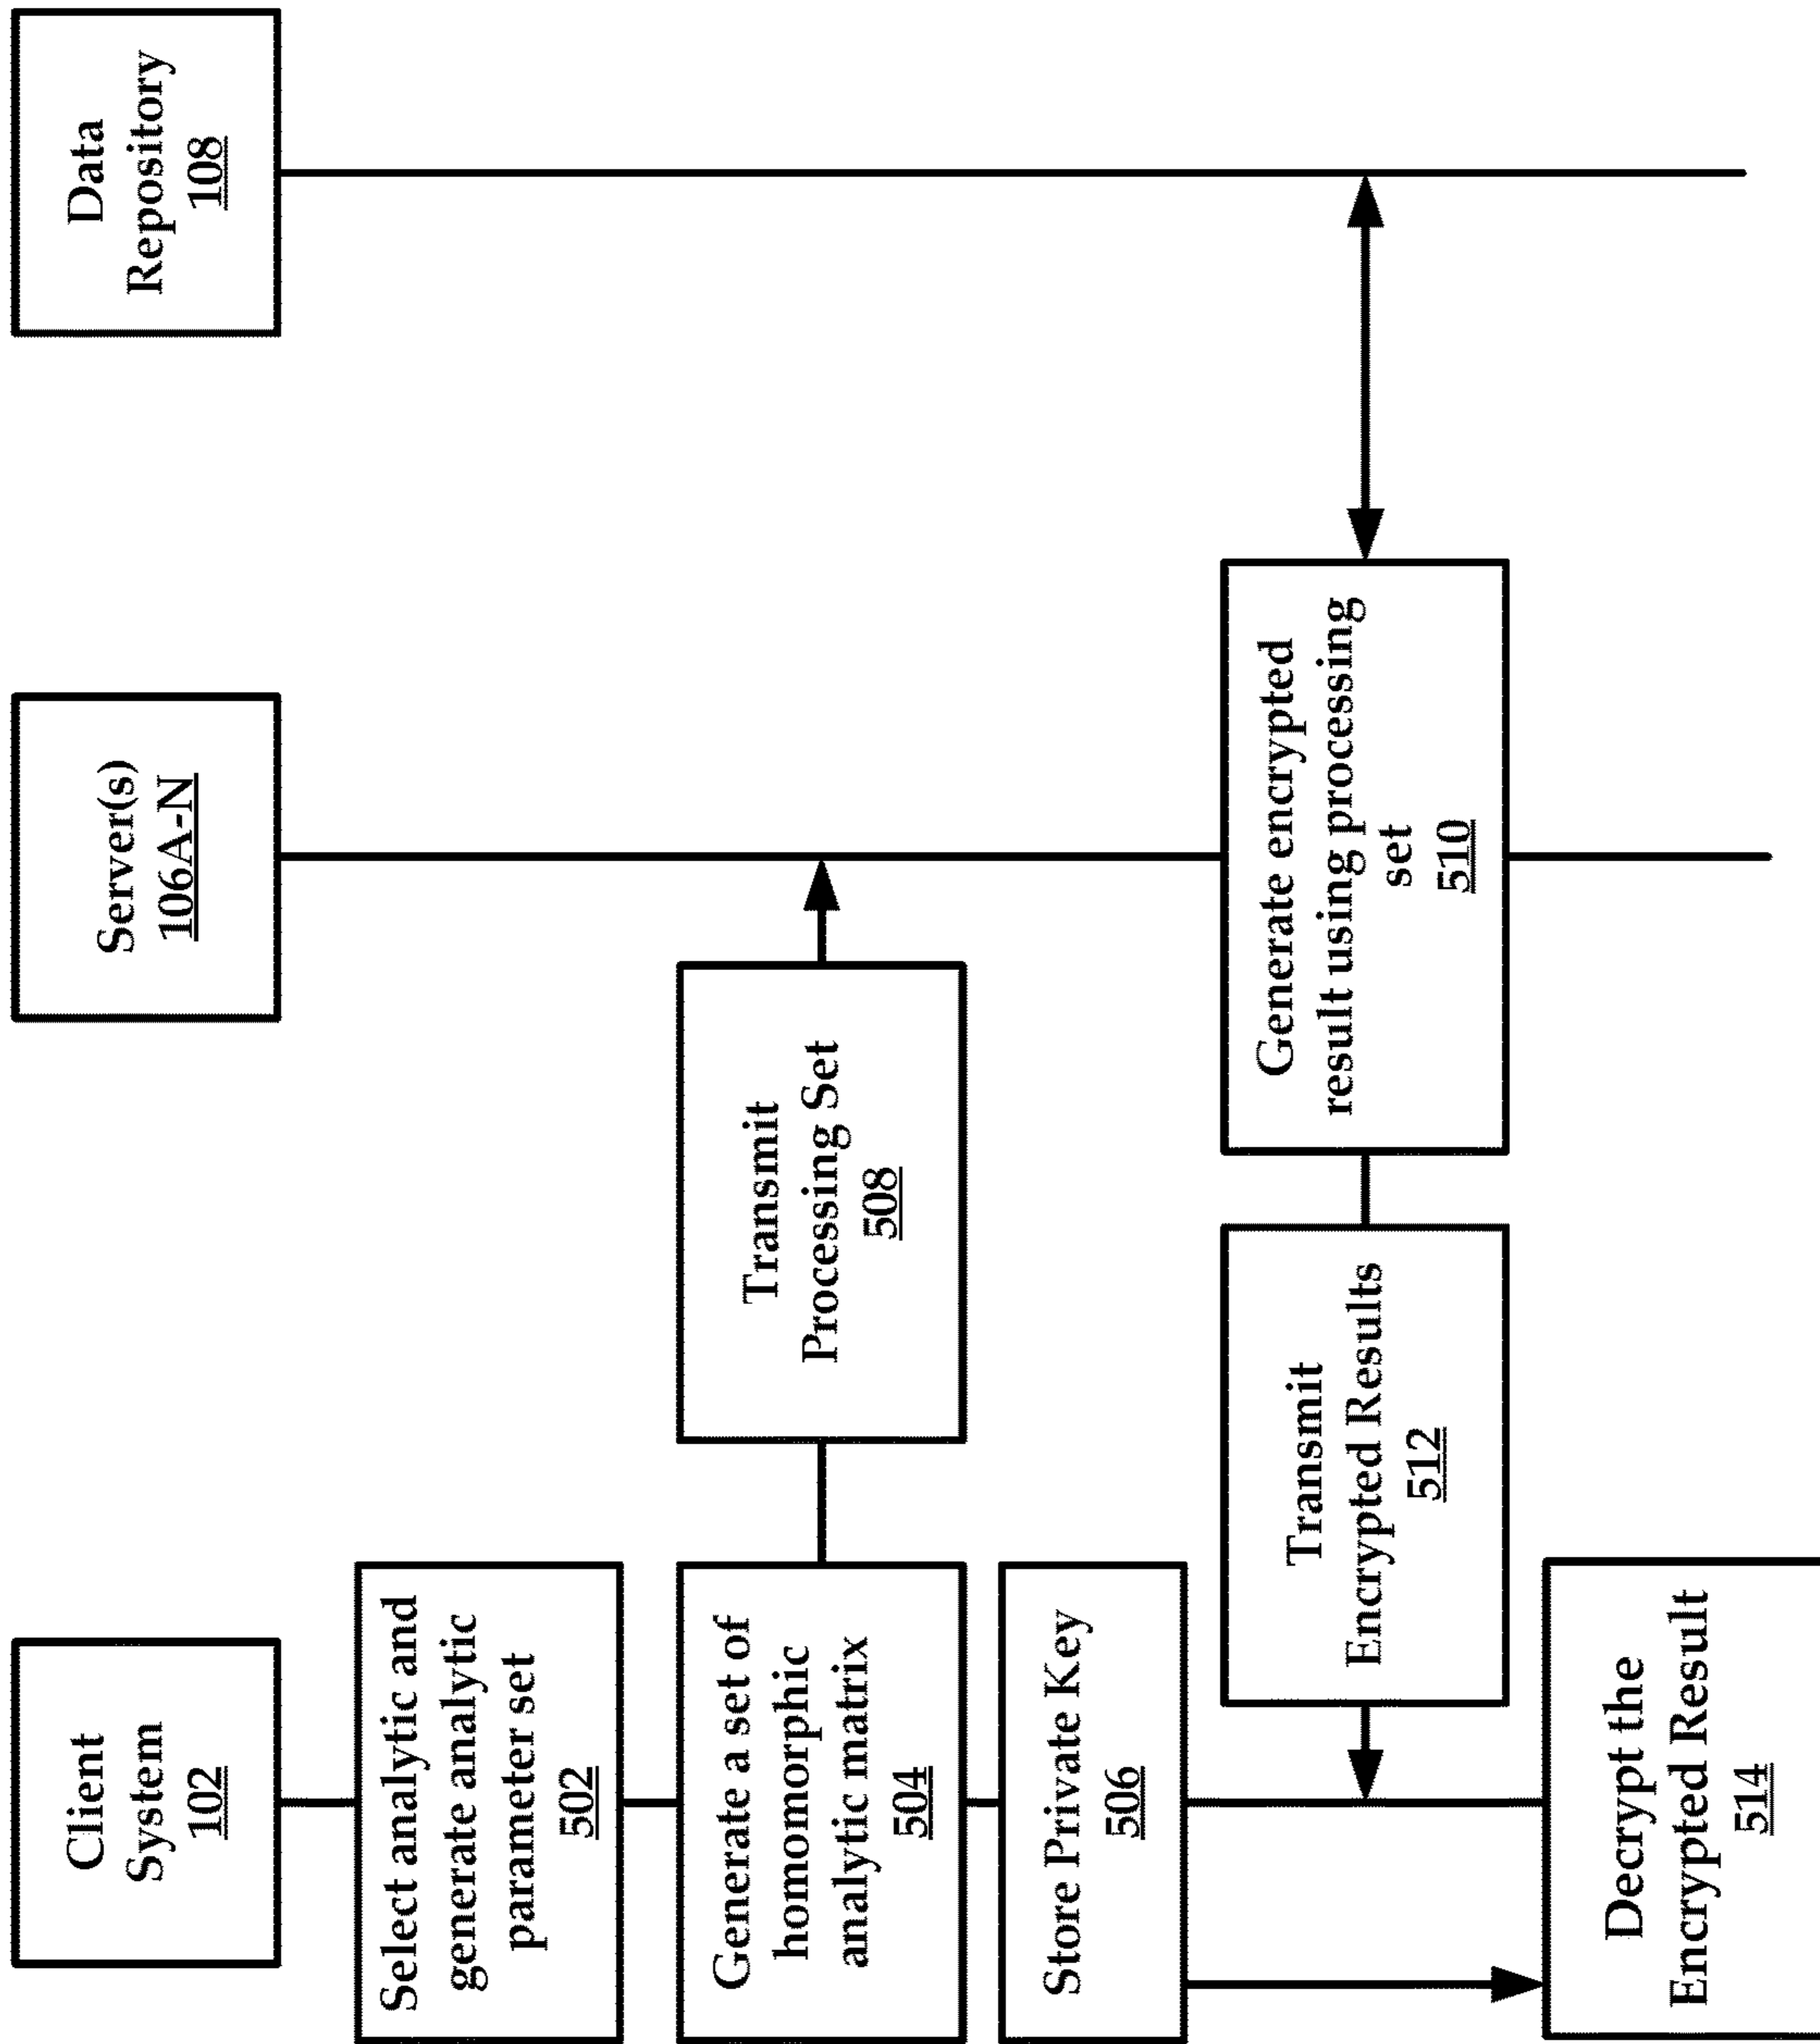 Client
System
102
Server(s)
106A-N
Data
Repository
108
Select analytic and
generate analytic
parameter set
502
Generate a set of
homomorphic
analytic matrix
504
Transmit
Processing Set
508
Store Private Key
506
Generate encrypted
result using processing
set
510
Transmit
Encrypted Results
512
Decrypt the
Encrypted Result
514